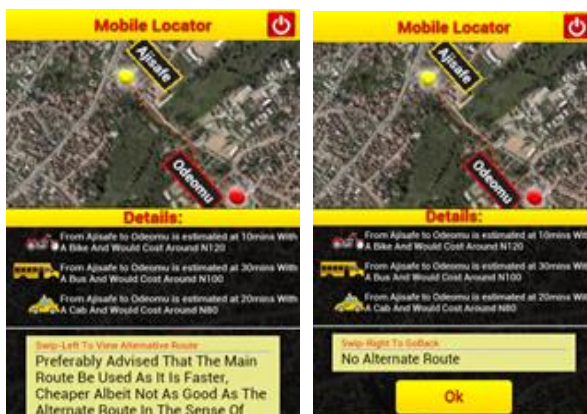 Mobile Locator
Ajisafe
Odeomu
Details:
From Ajisafe to Odeomu is estimated at 10mins With
A Bike And Would Cost Around N120
From Ajisafe to Odeomu is estimated at 30mins With
A Bus And Would Cost Around N100
From Ajisafe to Odeomu is estimated at 20mins With
A Cab And Would Cost Around N80
Swip-Left To View Alternative Route
Preferably Advised That The Main
Route Be Used As It Is Faster,
Cheaper Albeit Not As Good As The
Alternate Route In The Sense Of
Mobile Locator
Ajisafe
Odeomu
Details:
From Ajisafe to Odeomu is estimated at 10mins With
A Bike And Would Cost Around N120
From Ajisafe to Odeomu is estimated at 30mins With
A Bus And Would Cost Around N100
From Ajisafe to Odeomu is estimated at 20mins With
A Cab And Would Cost Around N80
Swip-Right To GoBack
No Alternate Route
Ok